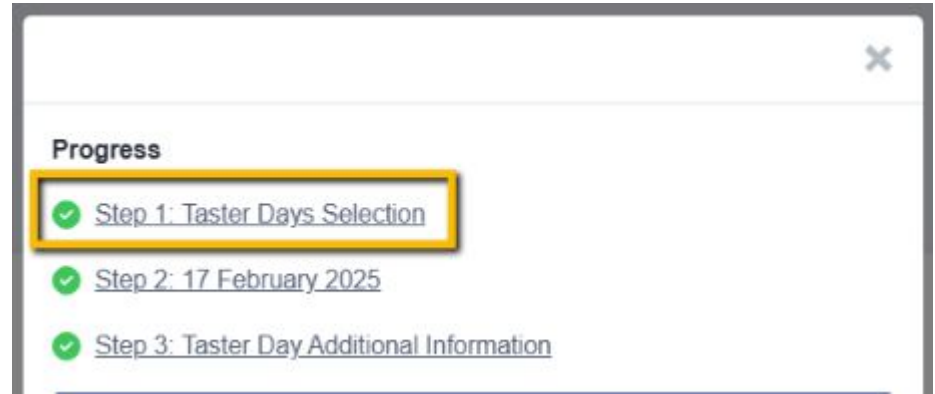 Progress
Step 1: Taster Days Selection
Step 2: 17 February 2025
Step 3: Taster Day Additional Information